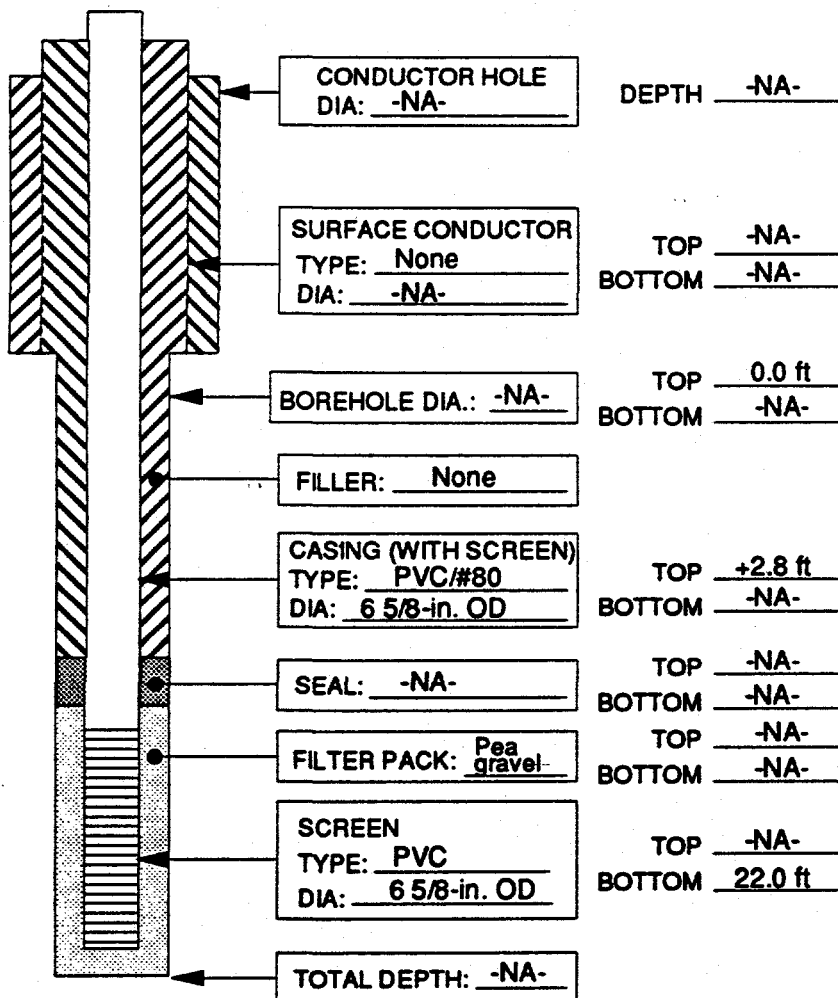 CONDUCTOR HOLE
DIA: -NA-
DEPTH -NA-
SURFACE CONDUCTOR
TYPE: None
DIA: -NA-
TOP -NA-
BOTTOM -NA-
BOREHOLE DIA.: -NA-
TOP 0.0 ft
BOTTOM -NA-
FILLER: None
CASING (WITH SCREEN)
TYPE: PVC/#80
DIA: 6 5/8-in. OD
TOP +2.8 ft
BOTTOM -NA-
SEAL: -NA-
TOP -NA-
BOTTOM -NA-
FILTER PACK: Pea
gravel
TOP -NA-
BOTTOM -NA-
SCREEN
TYPE: PVC
DIA: 6 5/8-in. OD
TOP -NA-
BOTTOM 22.0 ft
TOTAL DEPTH: -NA-